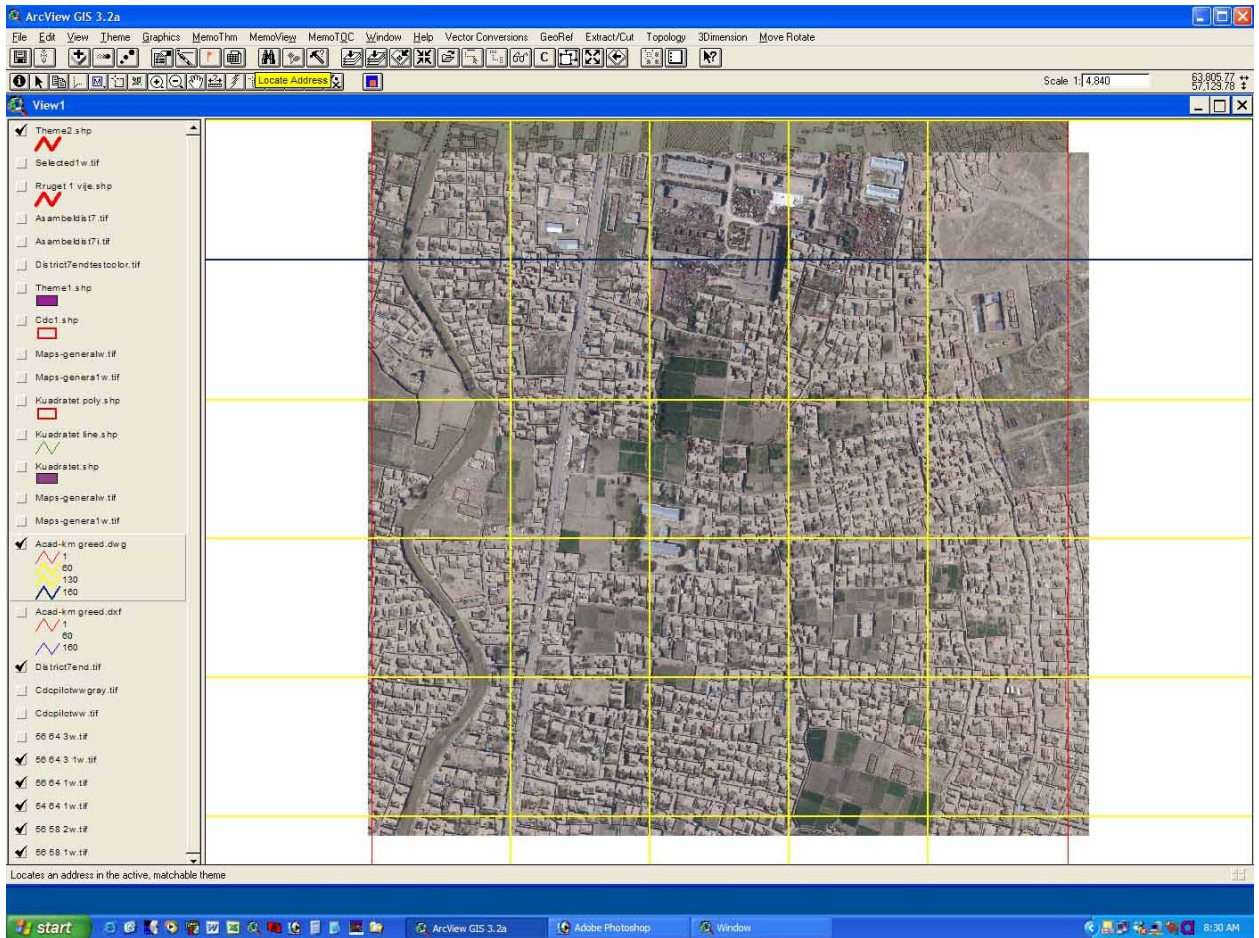 ArcView GIS 3.2a
File Edit View Theme Graphics MemoThm MemoView MemoTOC Window Help Vector Conversions GeoRef Extract/Cut Topology 3Dimension Move Rotate
Locate Address
Scale 1: 4,840
63,805.77
57,129.78
View1
Theme2.shp
Selected1w.tif
Rruget 1 vije.shp
Asambeldist7.tif
Asambeldist7i.tif
District7endtestcolor.tif
Theme1.shp
Cdc1.shp
Maps-generalw.tif
Maps-genera1w.tif
Kuadratet poly.shp
Kuadratet line.shp
Kuadratet.shp
Maps-generalw.tif
Maps-genera1w.tif
Acad-km greed.dwg
1
60
130
160
Acad-km greed.dxf
1
60
160
District7end.tif
Cdcpilotwwgray.tif
Cdcpilotww.tif
56 64 3w.tif
56 64 3 1w.tif
56 64 1w.tif
54 64 1w.tif
56 58 2w.tif
56 58 1w.tif
Locates an address in the active, matchable theme
start
ArcView GIS 3.2a
Adobe Photoshop
Window
8:30 AM